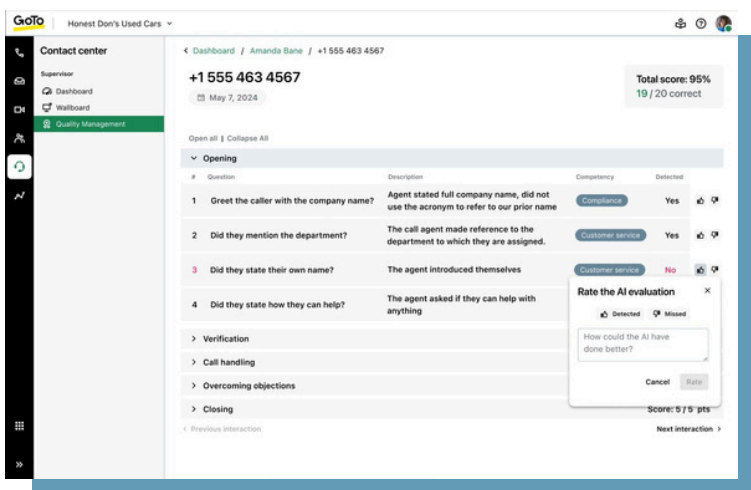 GoTo
Honest Don's Used Cars
Contact center
Supervisor
Dashboard
Wallboard
Quality Management
Dashboard / Amanda Bane / +1 555 463 4567
+1 555 463 4567
May 7, 2024
Total score: 95%
19 / 20 correct
Open all | Collapse All
Opening
# Question Description Competency Detected
1 Greet the caller with the company name? Agent stated full company name, did not use the acronym to refer to our prior name Compliance Yes
2 Did they mention the department? The call agent made reference to the department to which they are assigned. Customer service Yes
3 Did they state their own name? The agent introduced themselves Customer service No
4 Did they state how they can help? The agent asked if they can help with anything
Rate the AI evaluation
Detected Missed
How could the AI have
done better?
Cancel Rate
Verification
Call handling
Overcoming objections
Closing
Score: 5 / 5 pts
Previous interaction
Next interaction